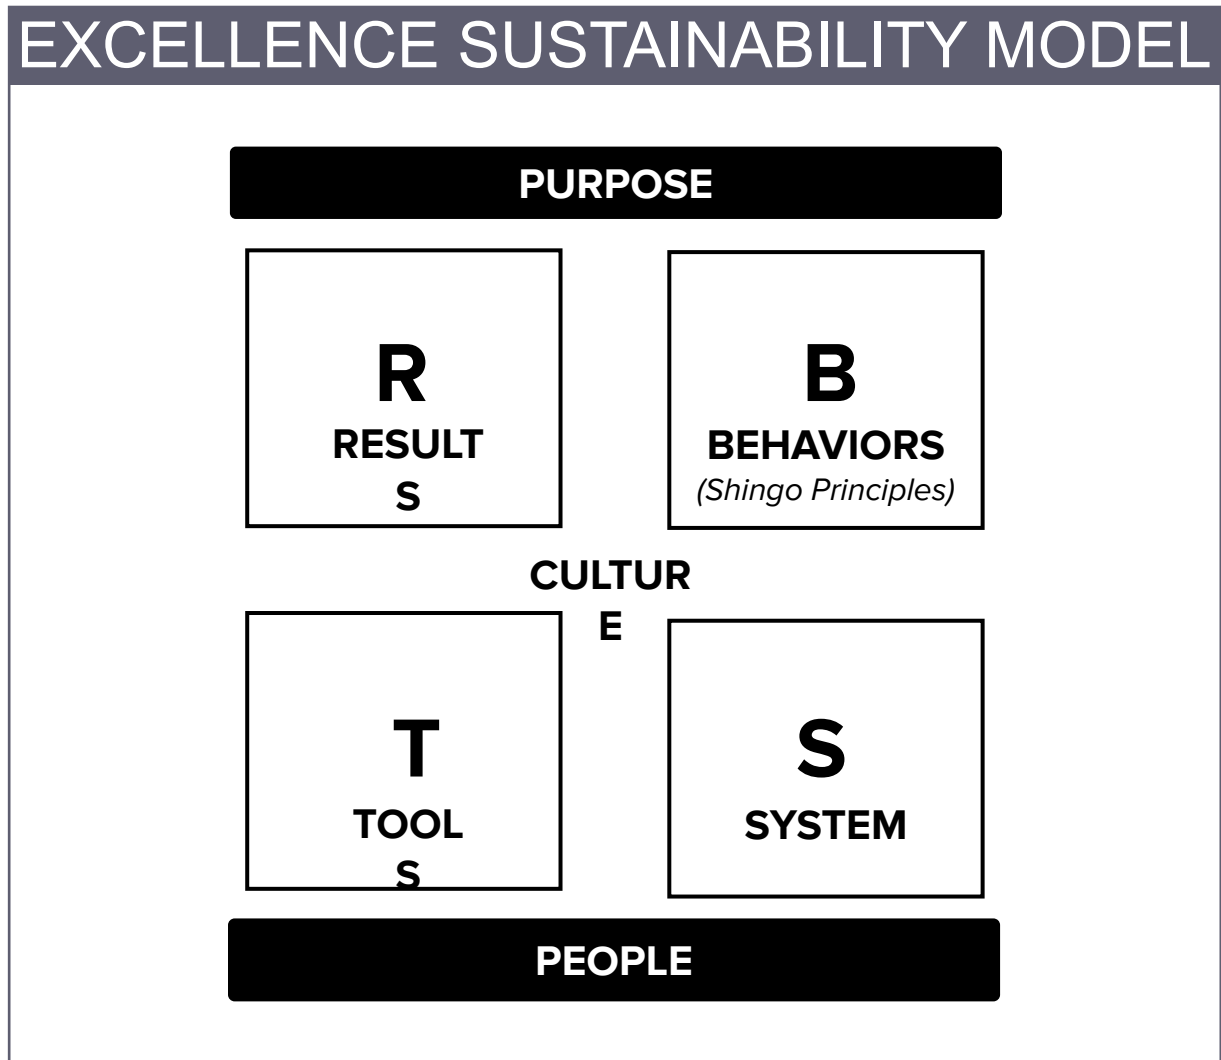 EXCELLENCE SUSTAINABILITY MODEL
PURPOSE
R
RESULT
S
B
BEHAVIORS
(Shingo Principles)
CULTUR
E
T
TOOL
S
S
SYSTEM
PEOPLE